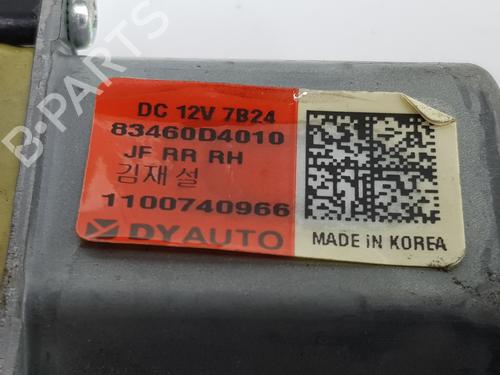 DC 12V 7B24
83460D4010
JF RR RH
김재 설
1100740966
DYAUTO
MADE IN KOREA
B-PARTS